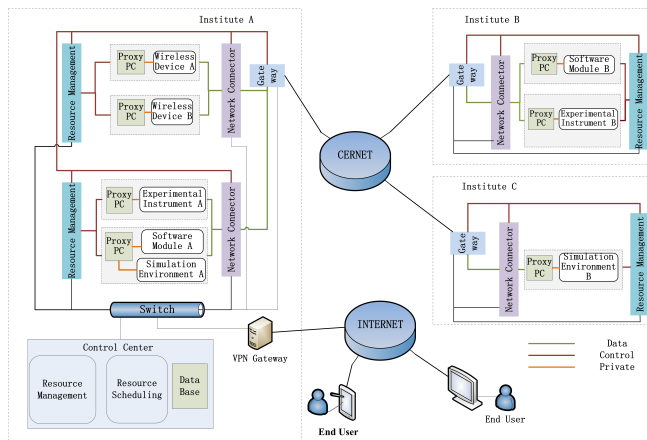 Institute A
Resource Management
Proxy
PC
Wireless
Device A
Proxy
PC
Wireless
Device B
Network Connector
Gate
way
Resource Management
Proxy
PC
Experimental
Instrument A
Proxy
PC
Software
Module A
Simulation
Environment A
Network Connector
Switch
Control Center
Resource
Management
Resource
Scheduling
Data
Base
VPN Gateway
CERNET
INTERNET
End User
End User
Institute B
Gate
way
Network Connector
Proxy
PC
Software
Module B
Proxy
PC
Experimental
Instrument B
Resource Management
Institute C
Gate
way
Network Connector
Proxy
PC
Simulation
Environment
B
Resource Management
Data
Control
Private